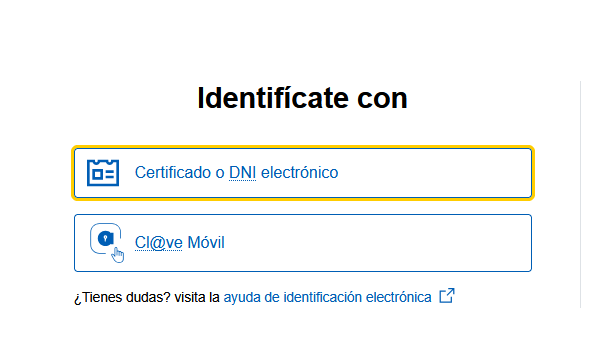 Identifícate con
Certificado o DNI electrónico
Cl@ve Móvil
¿Tienes dudas? visita la ayuda de identificación electrónica